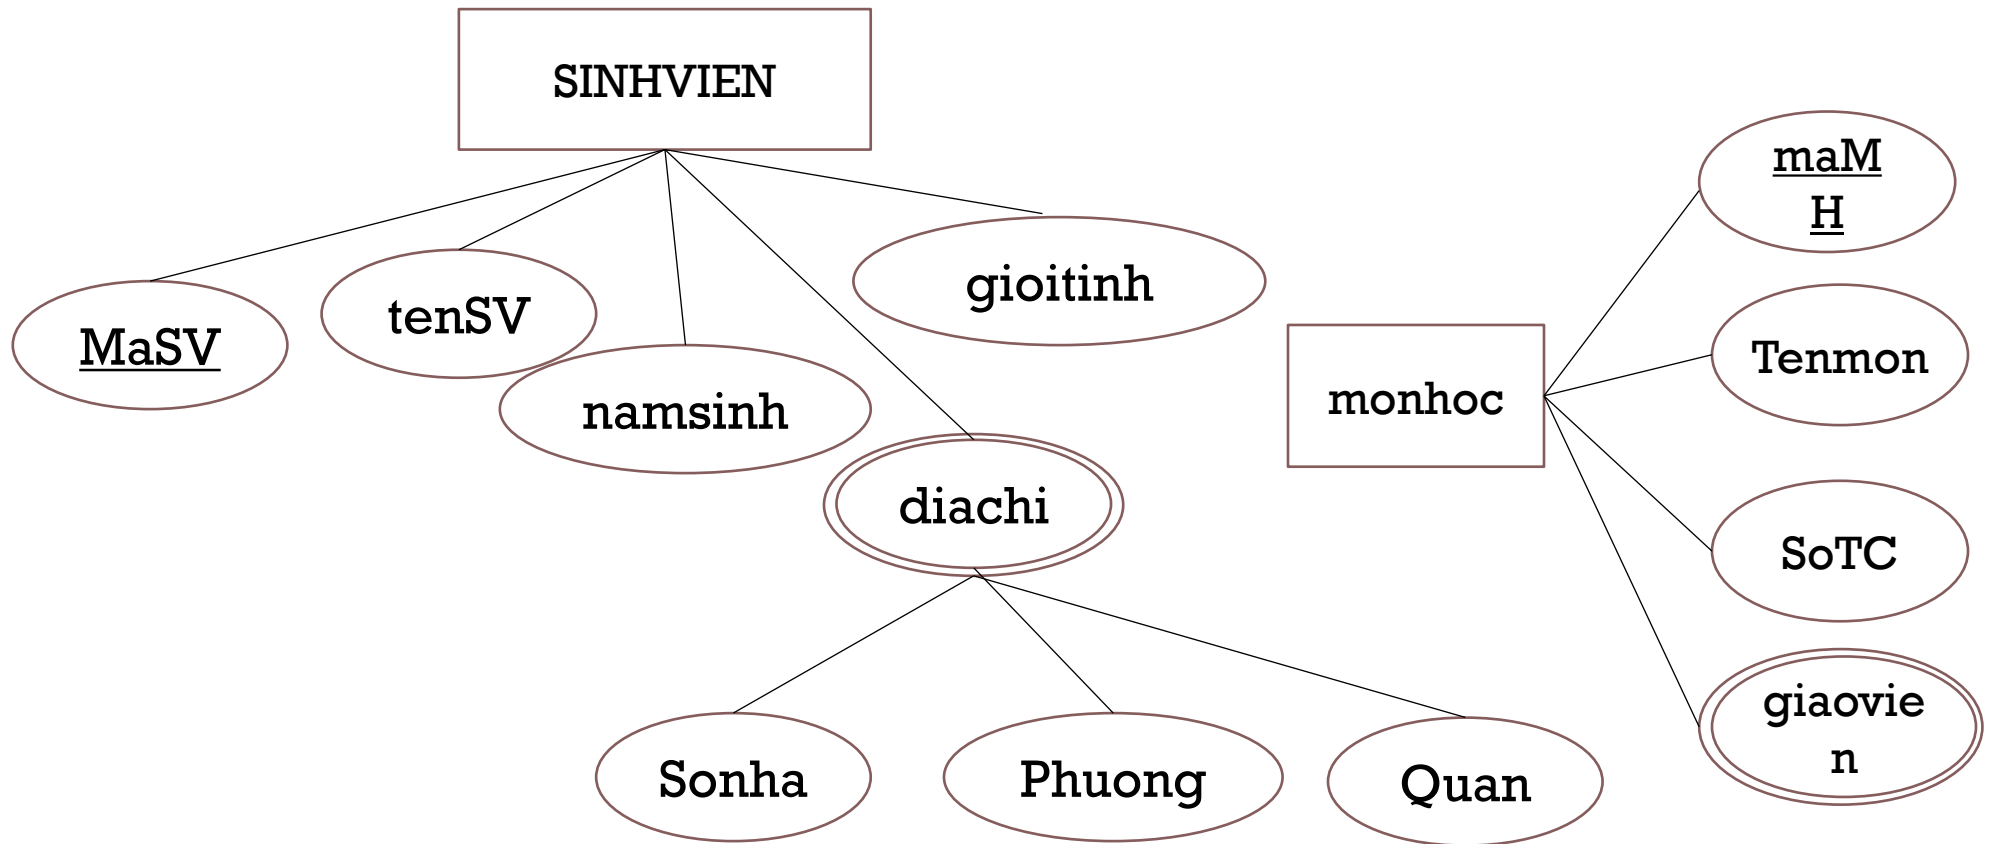 SINHVIEN
MaSV
tenSV
namsinh
gioitinh
diachi
Sonha
Phuong
Quan
monhoc
maM
H
Tenmon
SoTC
giaovie
n